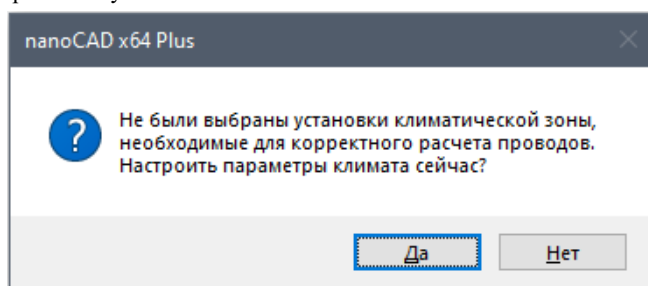 nanoCAD x64 Plus
Не были выбраны установки климатической зоны,
необходимые для корректного расчета проводов.
Настроить параметры климата сейчас?
Да
Нет